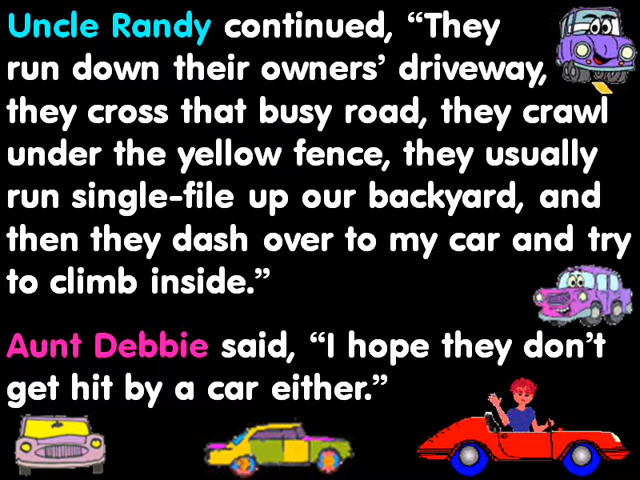 Uncle Randy continued, “They
run down their owners’ driveway,
they cross that busy road, they crawl
under the yellow fence, they usually
run single-file up our backyard, and
then they dash over to my car and try
to climb inside.”
Aunt Debbie said, “I hope they don’t
get hit by a car either.”